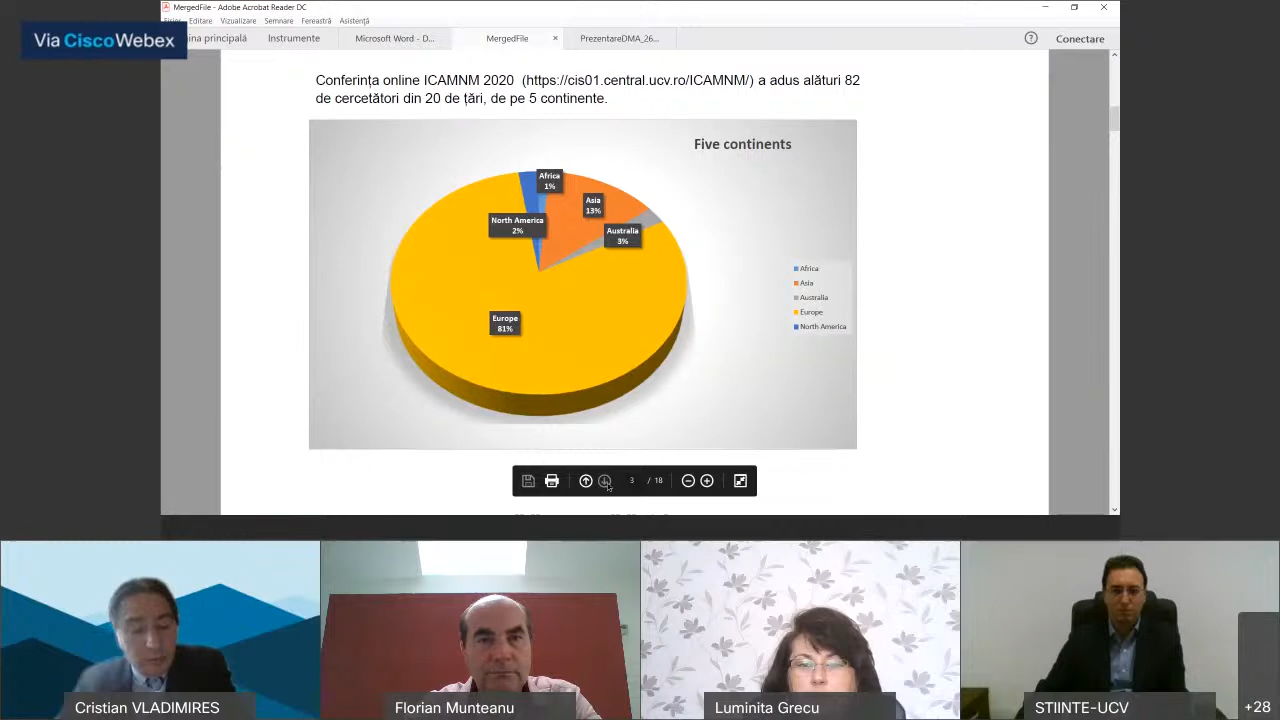 MergedFile - Adobe Acrobat Reader DC
Fișier Editare Vizualizare Semnare Fereastră Asistență
Via CiscoWebex
ina principală Instrumente Microsoft Word - D... MergedFile × PrezentareDMA_26... ? Conectare
Conferința online ICAMNM 2020 (https://cis01.central.ucv.ro/ICAMNM/) a adus alături 82
de cercetători din 20 de țări, de pe 5 continente.
Five continents
Africa
1%
Asia
13%
North America
2%
Australia
3%
Europe
81%
Africa
Asia
Australia
Europe
North America
3 / 18
Cristian VLADIMIRES
Florian Munteanu
Luminita Grecu
STIINTE-UCV
+28